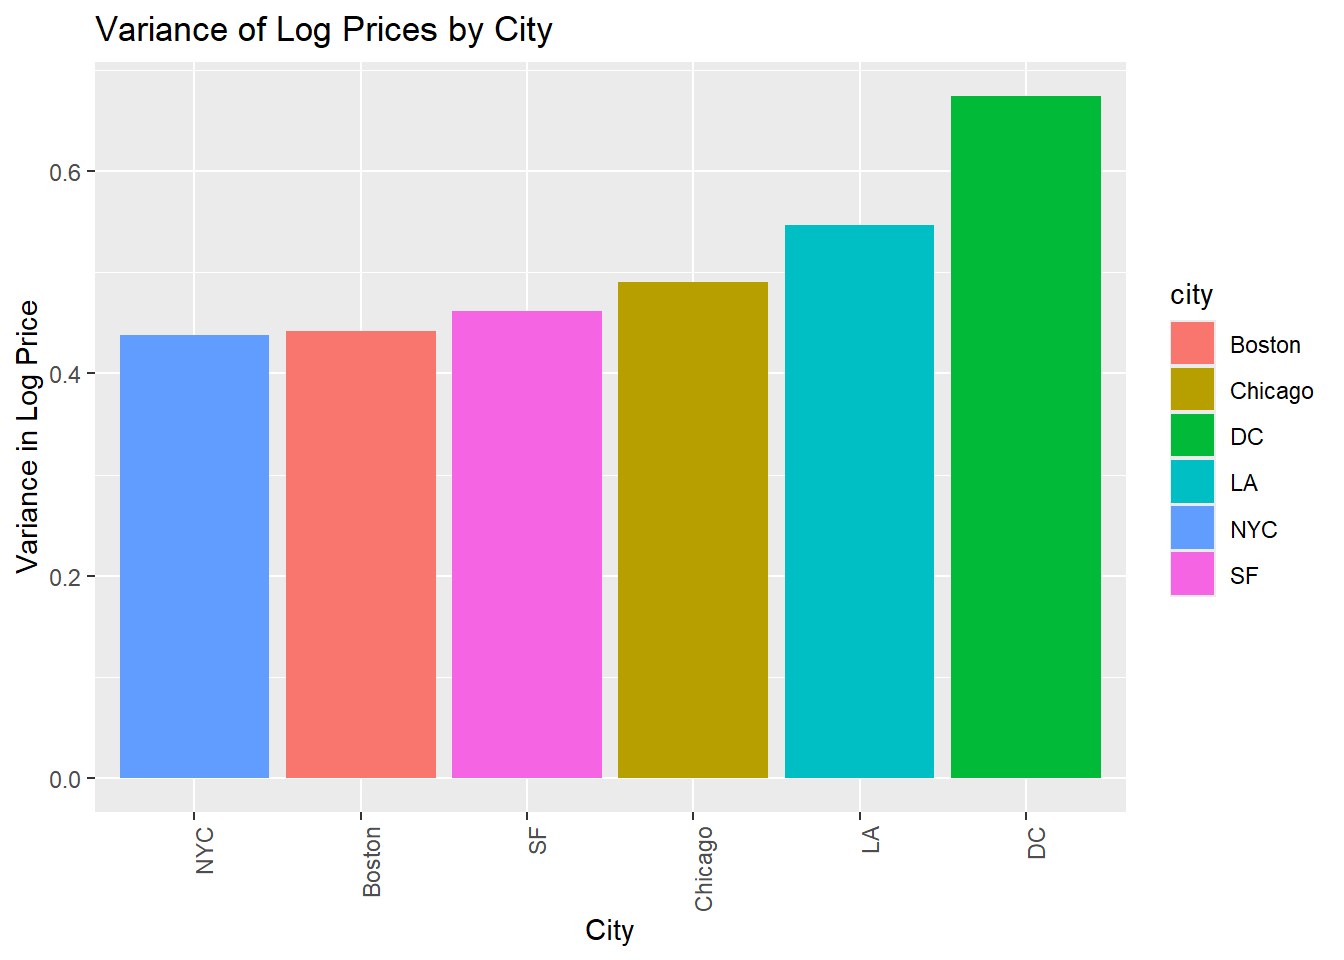 Variance of Log Prices by City
Variance in Log Price
0.6
0.4
0.2
0.0
NYC
Boston
SF
Chicago
LA
DC
City
city
Boston
Chicago
DC
LA
NYC
SF